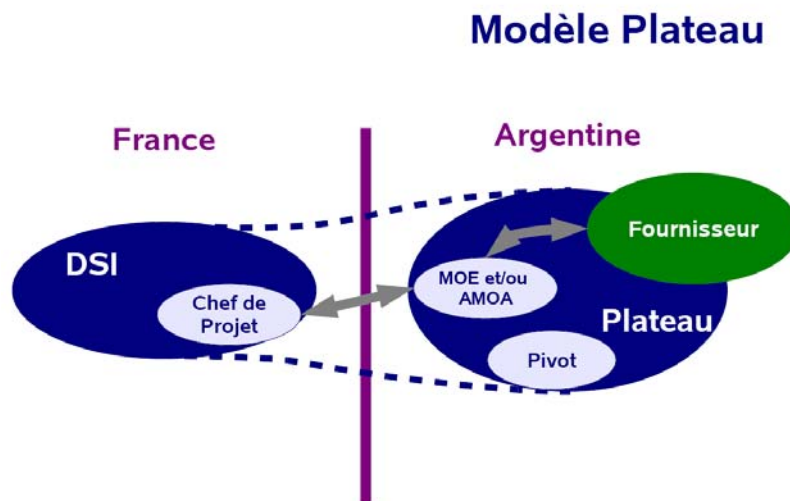 Modèle Plateau
France
Argentine
DSI
Chef de
Projet
Fournisseur
MOE et/ou
AMOA
Plateau
Pivot